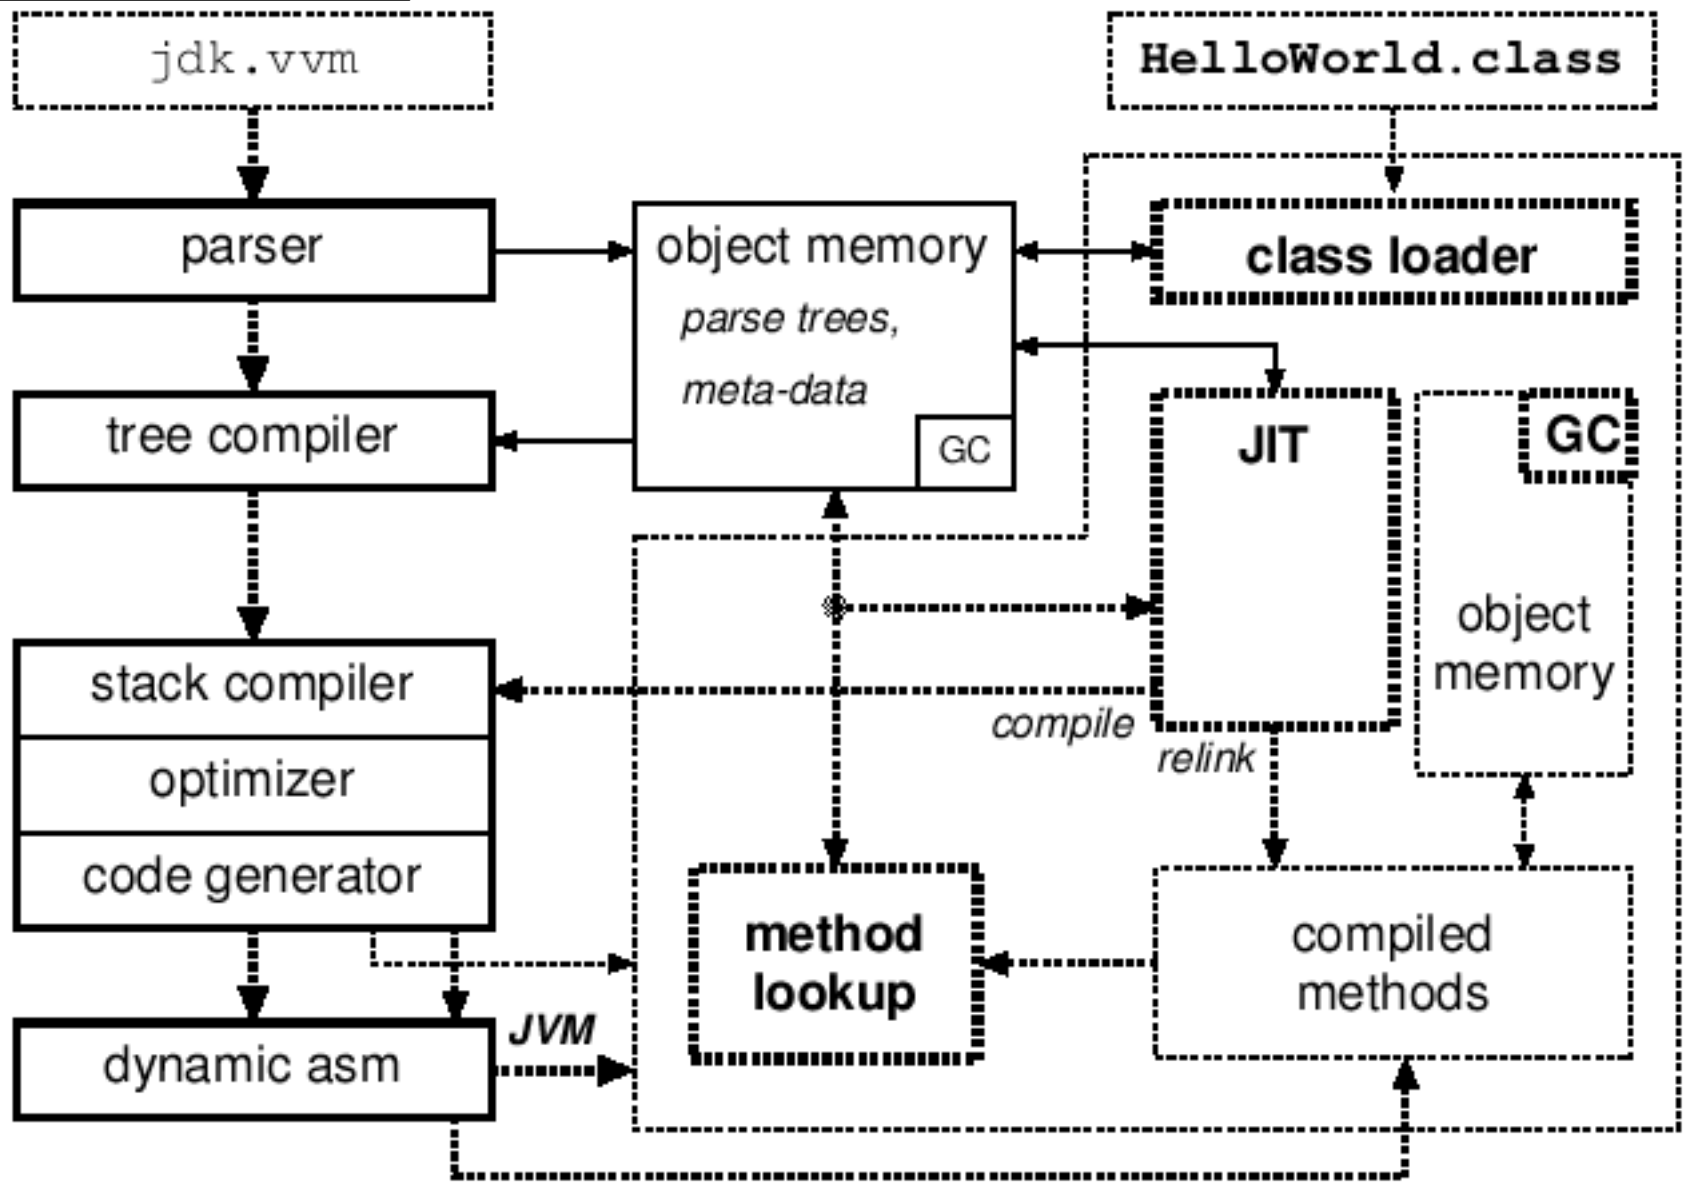 jdk.vvm
HelloWorld.class
parser
object memory
parse trees,
meta-data
GC
class loader
tree compiler
JIT
GC
object
memory
stack compiler
optimizer
code generator
compile
relink
method
lookup
compiled
methods
dynamic asm
JVM